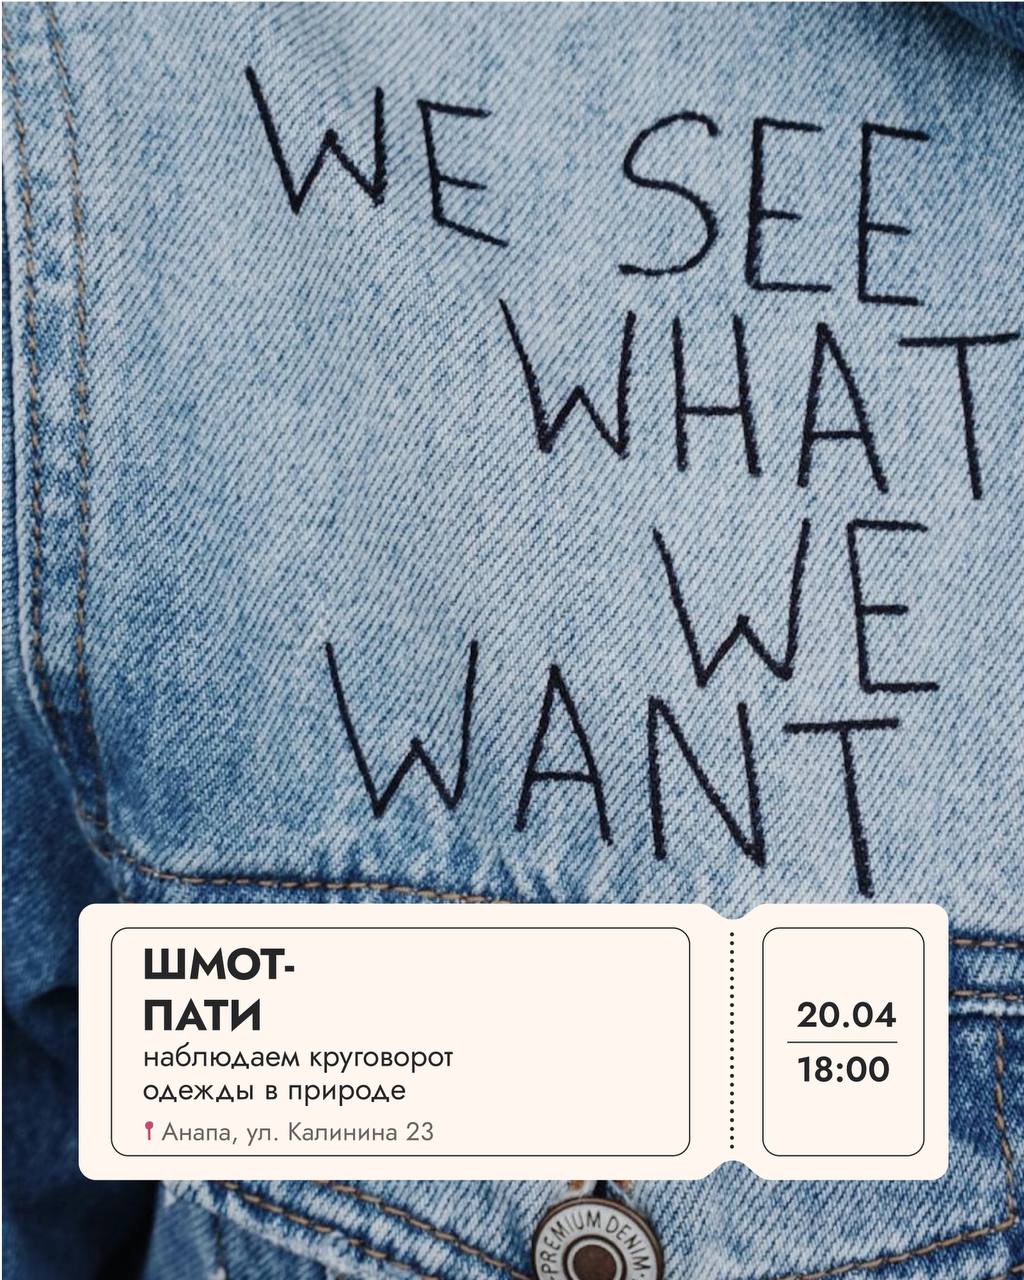 WE SEE
WHAT
WE
WANT
ШМОТ-
ПАТИ
наблюдаем круговорот
одежды в природе
Анапа, ул. Калинина 23
20.04
18:00
PREMIUM DENIM